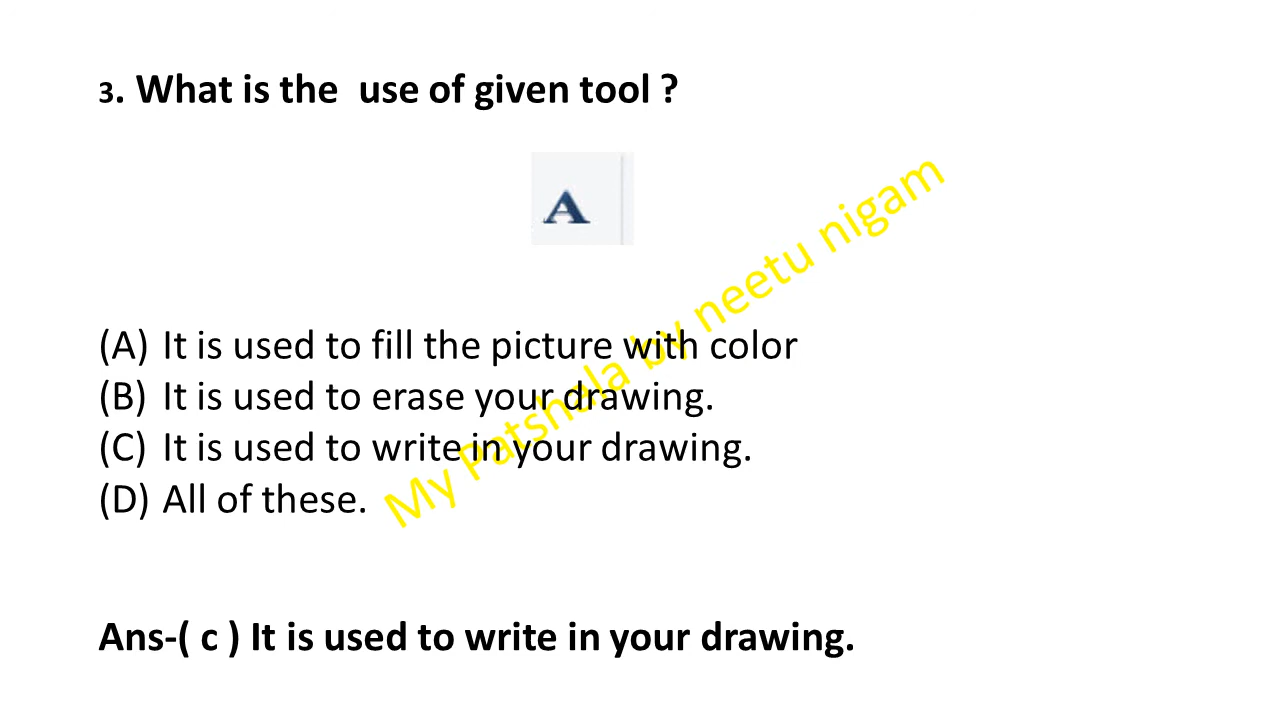 3. What is the use of given tool ?
A
(A) It is used to fill the picture with color
(B) It is used to erase your drawing.
(C) It is used to write in your drawing.
(D) All of these.
My Patshela by neetu nigam
Ans-( c ) It is used to write in your drawing.